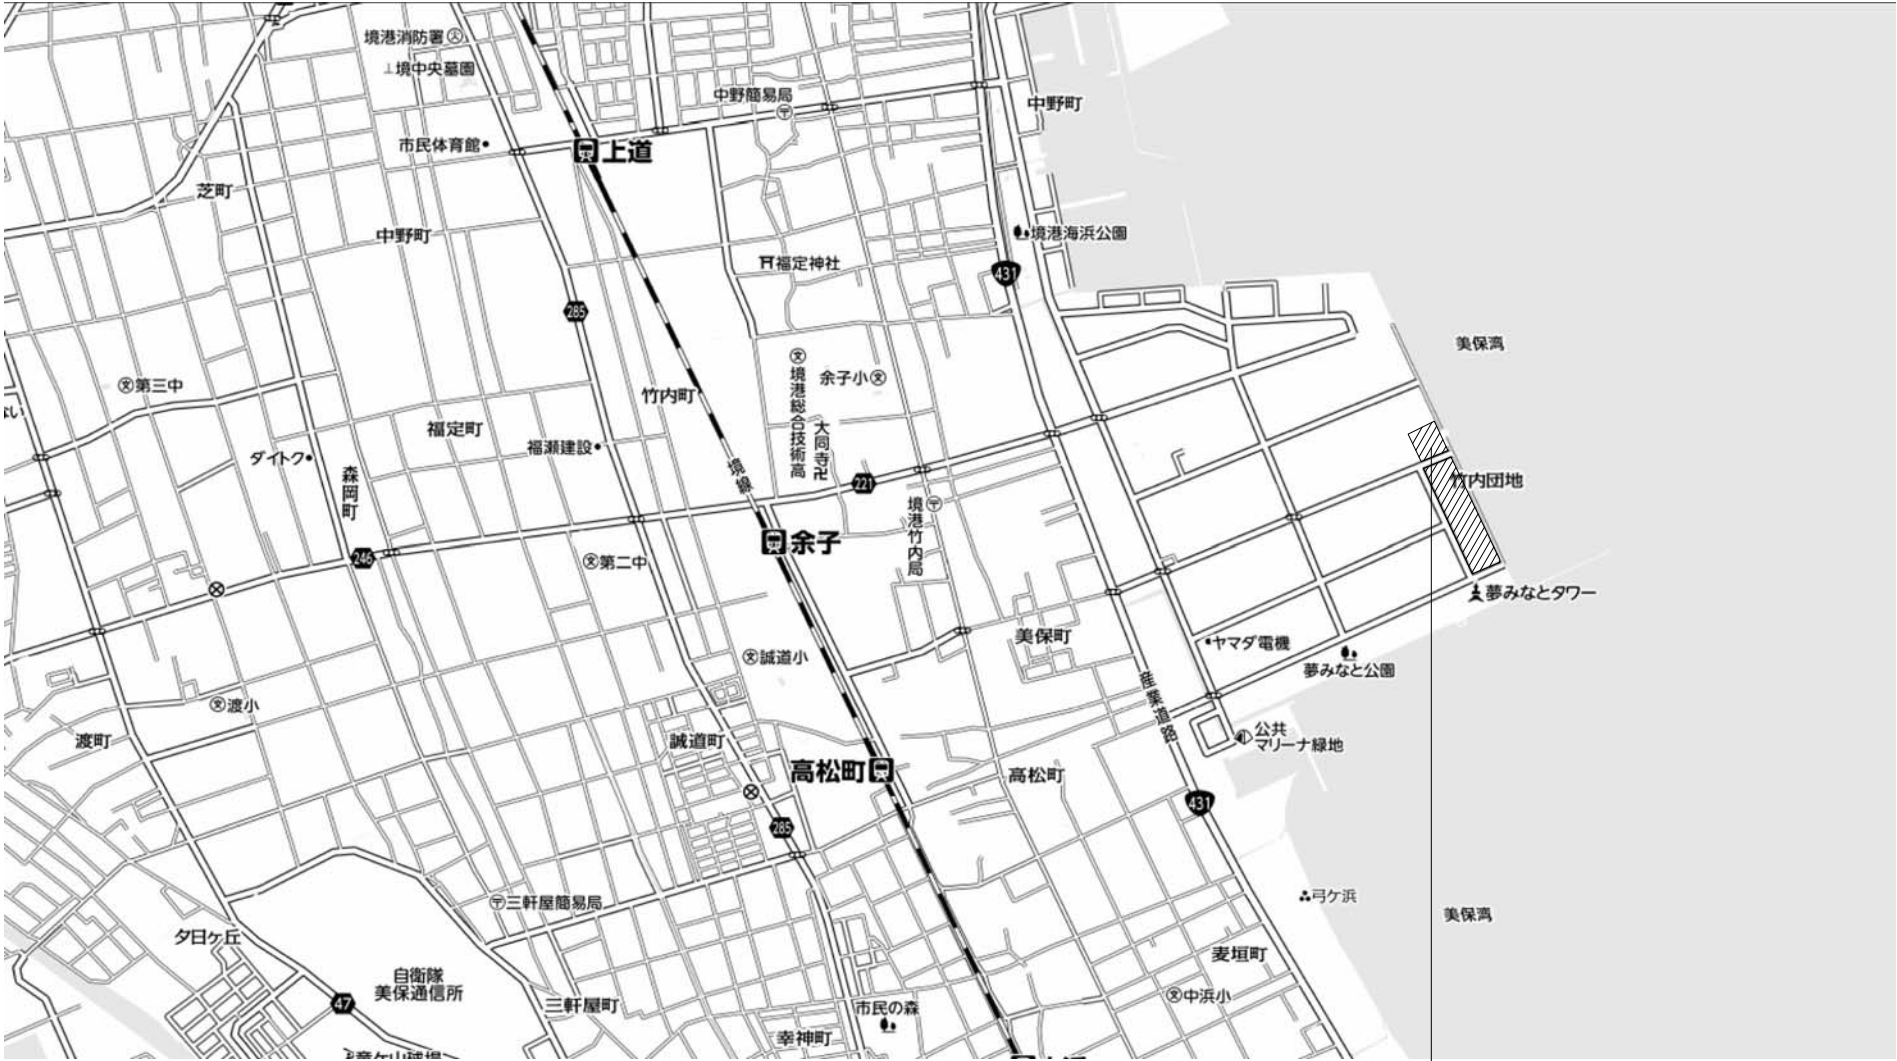 境港消防署
境中央墓園
中野簡易局
中野町
市民体育館
上道
芝町
中野町
福定神社
境港海浜公園
431
285
美保湾
第三中
境港総合技術高
余子小
竹内町
福定町
大同寺
福瀬建設
ダイトク
森岡町
境線
221
境港竹内局
竹内団地
余子
246
第二中
夢みなとタワー
美保町
ヤマダ電機
誠道小
夢みなと公園
産業道路
渡小
渡町
誠道町
公共
マリーナ緑地
高松町
高松町
431
285
弓ケ浜
三軒屋簡易局
美保湾
夕日ケ丘
麦垣町
自衛隊
美保通信所
中浜小
47
三軒屋町
市民の森
幸神町